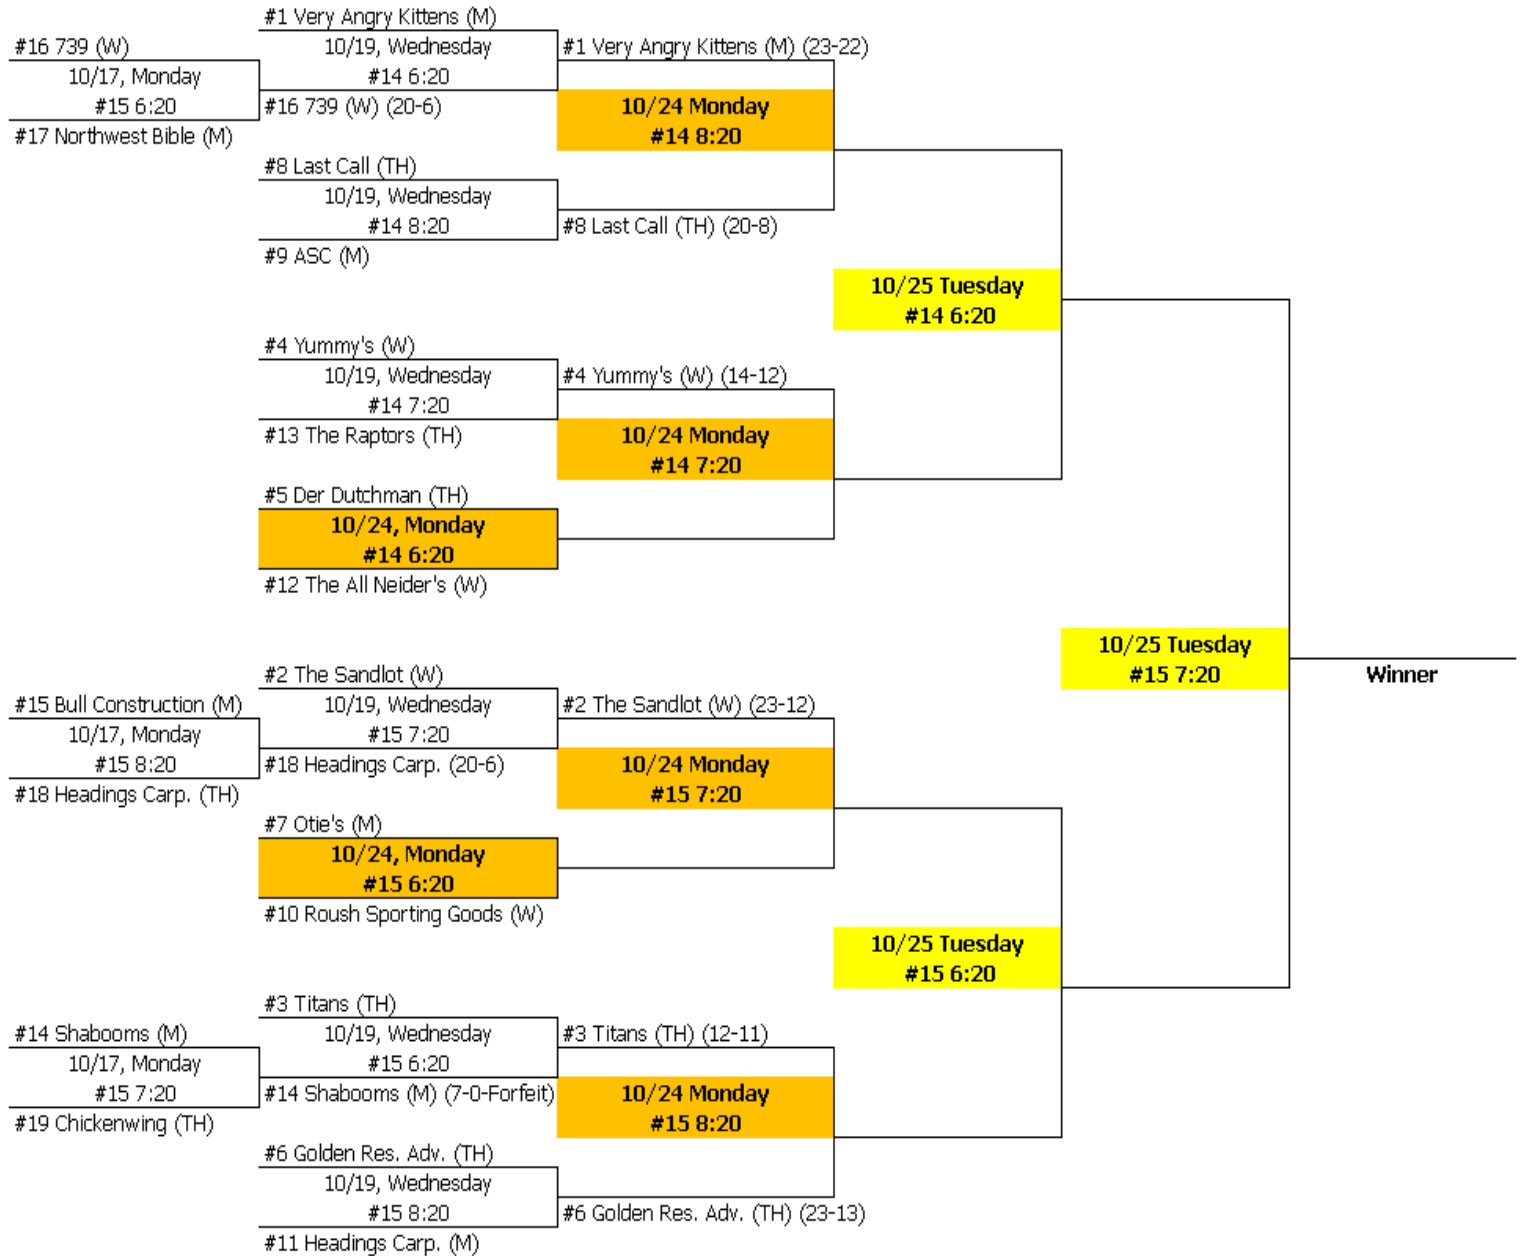 #1 Very Angry Kittens (M)
#16 739 (W)
10/19, Wednesday
#1 Very Angry Kittens (M) (23-22)
10/17, Monday
#14 6:20
#15 6:20
#16 739 (W) (20-6)
10/24 Monday
#17 Northwest Bible (M)
#14 8:20
#8 Last Call (TH)
10/19, Wednesday
#14 8:20
#8 Last Call (TH) (20-8)
#9 ASC (M)
10/25 Tuesday
#14 6:20
#4 Yummy's (W)
10/19, Wednesday
#4 Yummy's (W) (14-12)
#14 7:20
#13 The Raptors (TH)
10/24 Monday
#14 7:20
#5 Der Dutchman (TH)
10/24, Monday
#14 6:20
#12 The All Neider's (W)
10/25 Tuesday
#15 7:20
Winner
#2 The Sandlot (W)
#15 Bull Construction (M)
10/19, Wednesday
#2 The Sandlot (W) (23-12)
10/17, Monday
#15 7:20
#15 8:20
#18 Headings Carp. (20-6)
10/24 Monday
#18 Headings Carp. (TH)
#15 7:20
#7 Otie's (M)
10/24, Monday
#15 6:20
#10 Roush Sporting Goods (W)
10/25 Tuesday
#15 6:20
#3 Titans (TH)
#14 Shabooms (M)
10/19, Wednesday
#3 Titans (TH) (12-11)
10/17, Monday
#15 6:20
#15 7:20
#14 Shabooms (M) (7-0-Forfeit)
10/24 Monday
#19 Chickenwing (TH)
#15 8:20
#6 Golden Res. Adv. (TH)
10/19, Wednesday
#15 8:20
#6 Golden Res. Adv. (TH) (23-13)
#11 Headings Carp. (M)